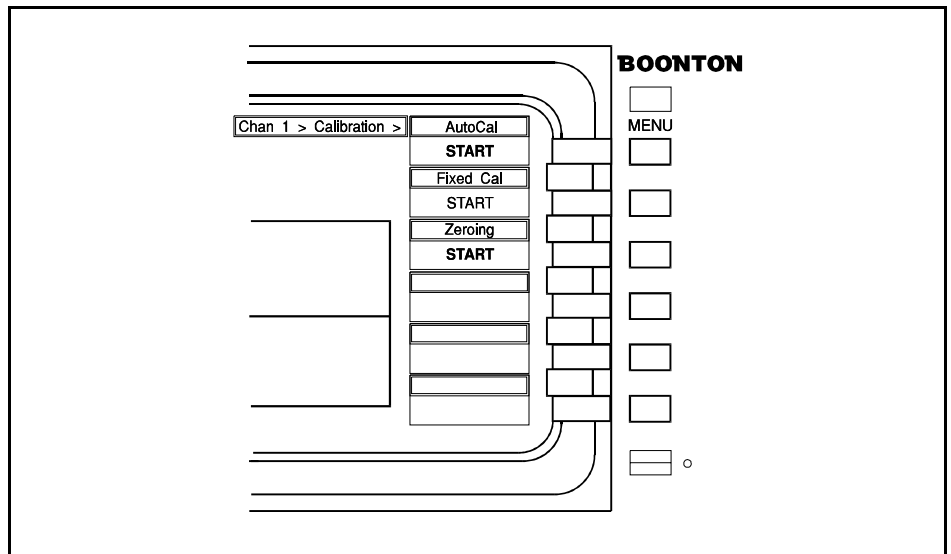 BOONTON
MENU
Chan 1 > Calibration >
AutoCal
START
Fixed Cal
START
Zeroing
START